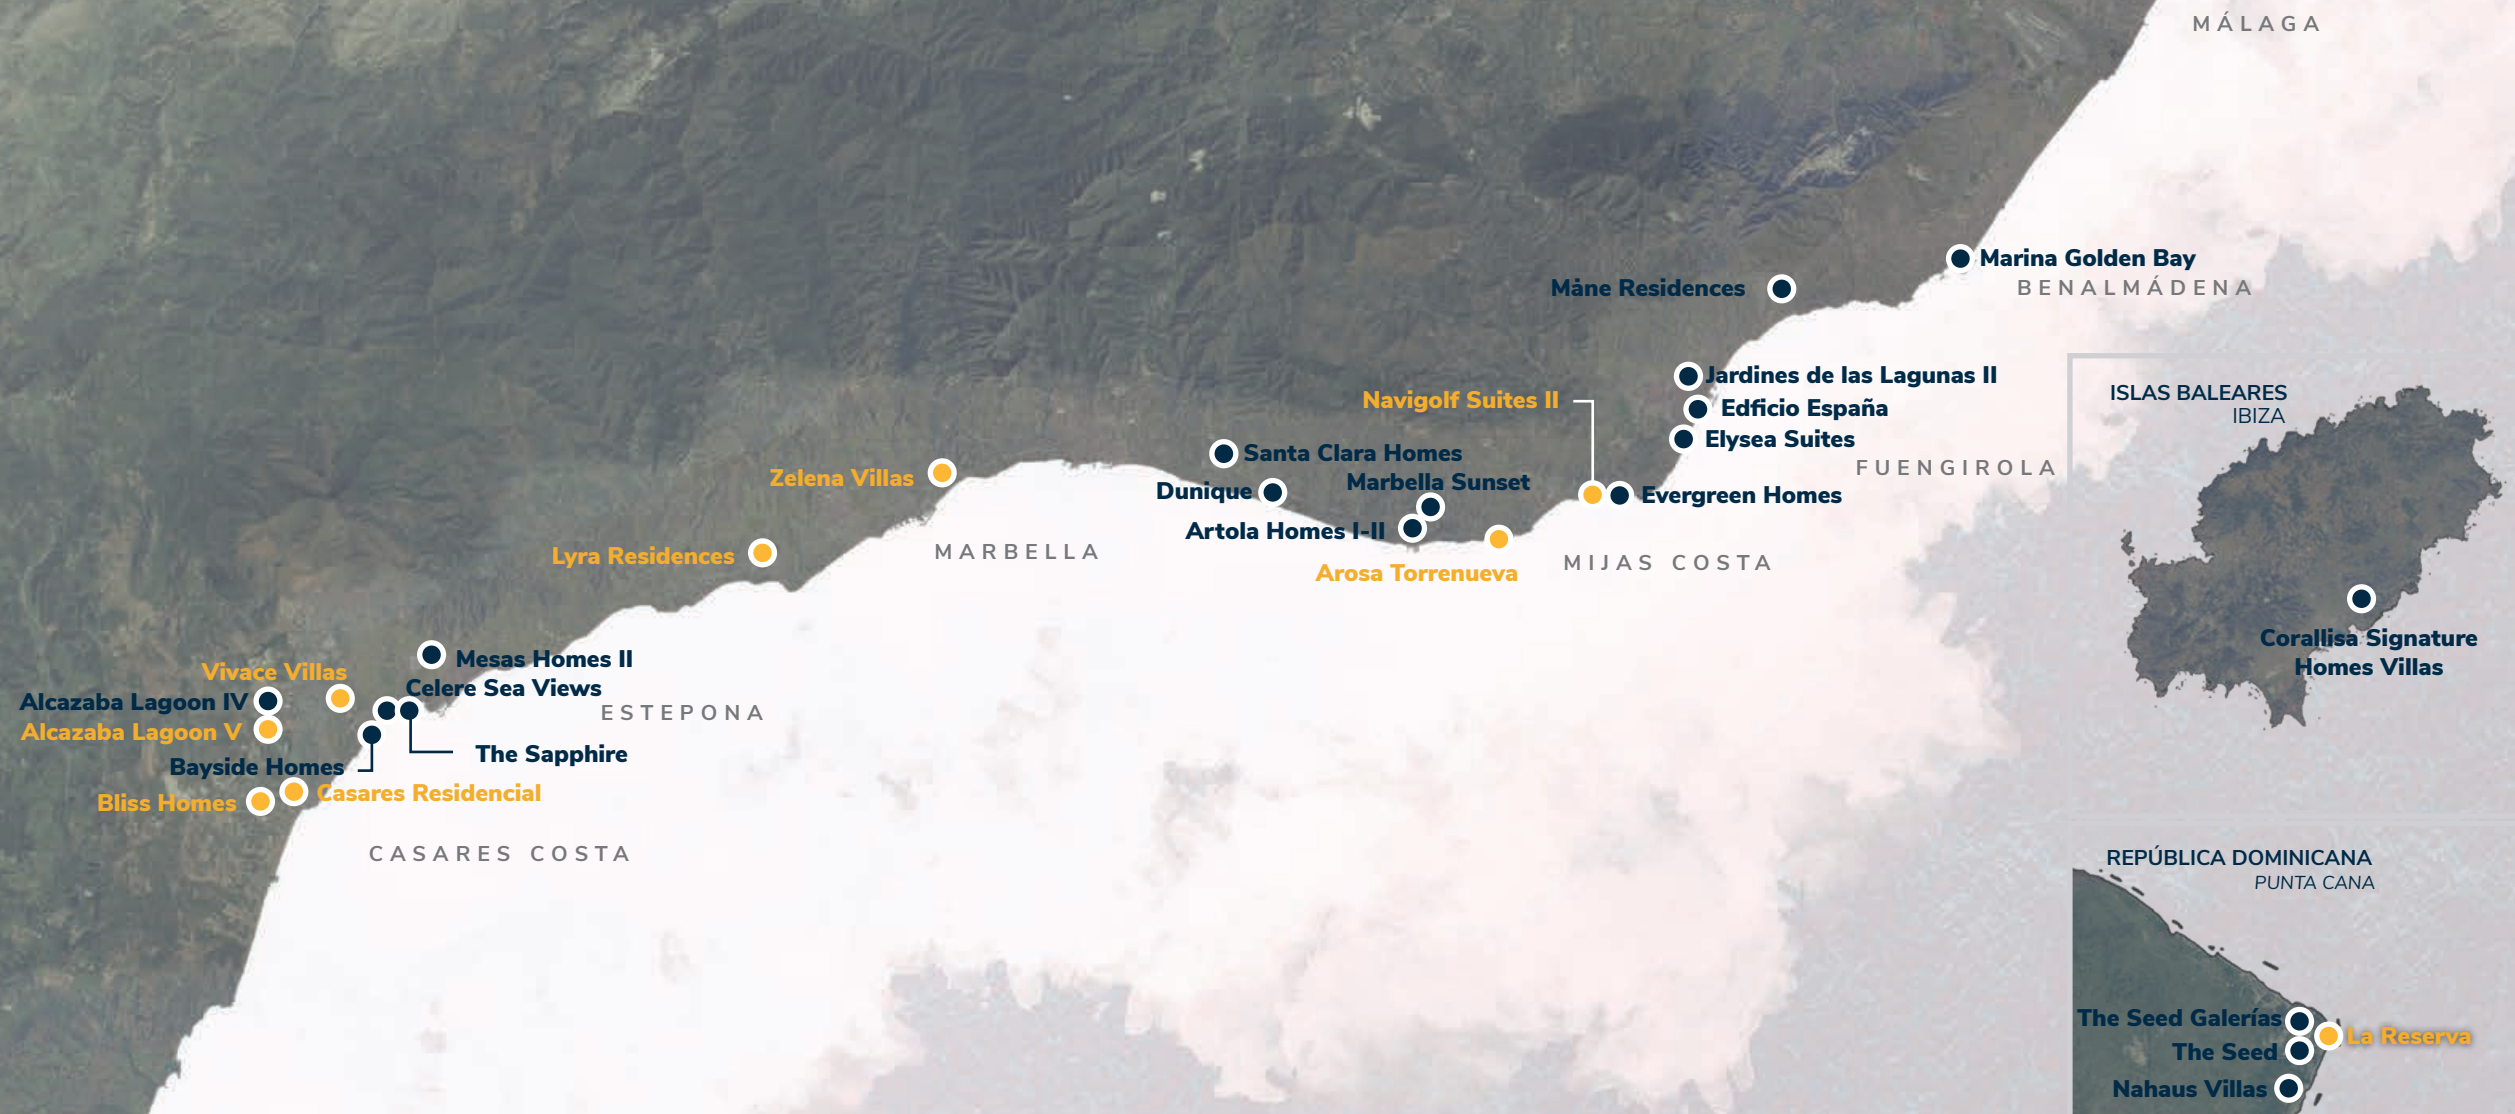 MÁLAGA
Marina Golden Bay
BENALMÁDENA
Måne Residences
Jardines de las Lagunas II
Navigolf Suites II
Edficio España
Elysea Suites
FUENGIROLA
Santa Clara Homes
Marbella Sunset
Zelena Villas
Dunique
Evergreen Homes
Artola Homes I-II
MARBELLA
Lyra Residences
MIJAS COSTA
Arosa Torrenueva
Mesas Homes II
Vivace Villas
Celere Sea Views
Alcazaba Lagoon IV
ESTEPONA
Alcazaba Lagoon V
The Sapphire
Bayside Homes
Casares Residencial
Bliss Homes
CASARES COSTA
ISLAS BALEARES
IBIZA
Corallisa Signature
Homes Villas
REPÚBLICA DOMINICANA
PUNTA CANA
The Seed Galerías
La Reserva
The Seed
Nahaus Villas